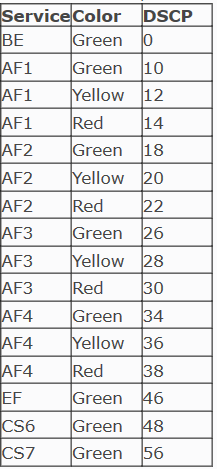 Service Color DSCP
BE Green 0
AF1 Green 10
AF1 Yellow 12
AF1 Red 14
AF2 Green 18
AF2 Yellow 20
AF2 Red 22
AF3 Green 26
AF3 Yellow 28
AF3 Red 30
AF4 Green 34
AF4 Yellow 36
AF4 Red 38
EF Green 46
CS6 Green 48
CS7 Green 56